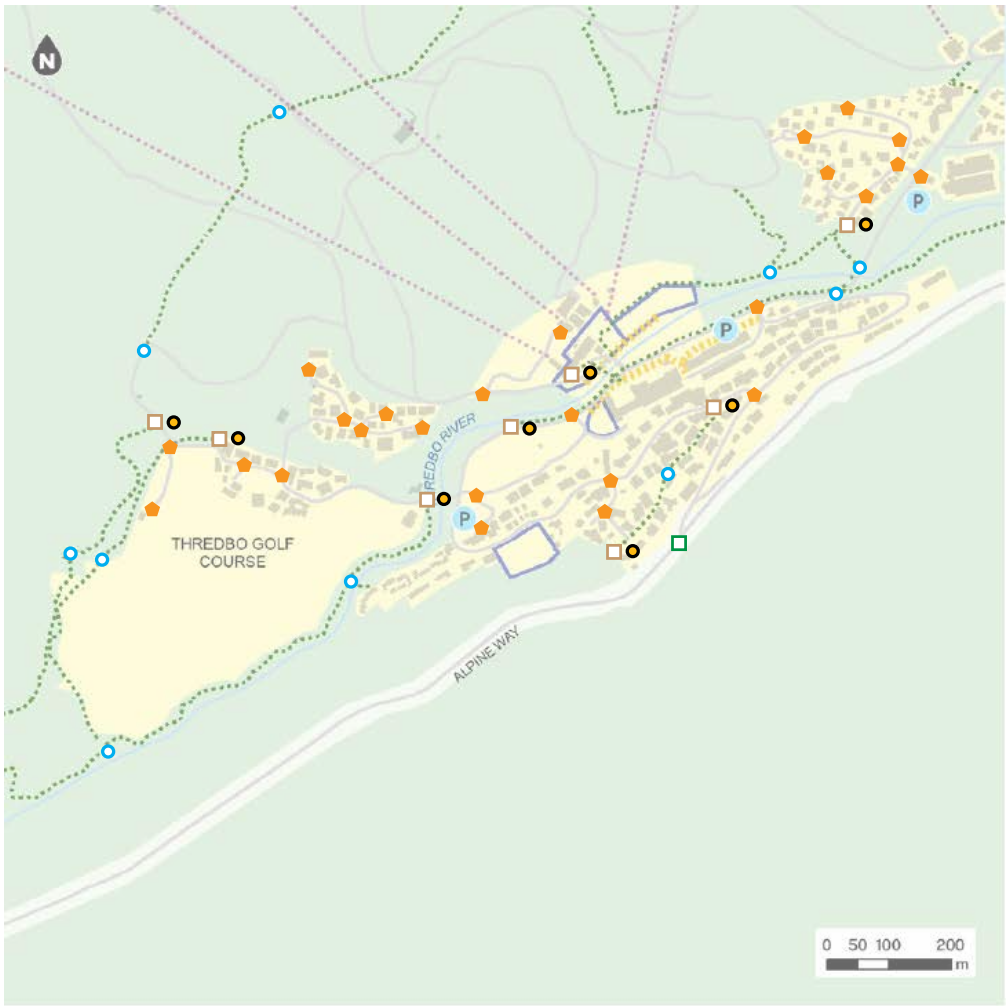 N
P
P
REDBO RIVER
P
THREDBO GOLF
COURSE
ALPINE WAY
0 50 100 200
m